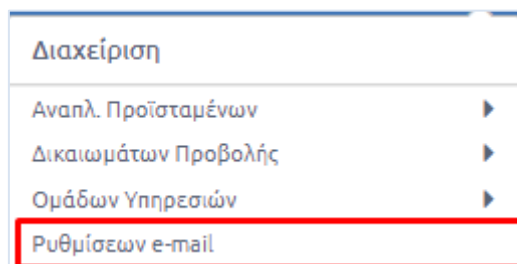 Διαχείριση
Αναπλ. Προϊσταμένων
Δικαιωμάτων Προβολής
Ομάδων Υπηρεσιών
Ρυθμίσεων e-mail